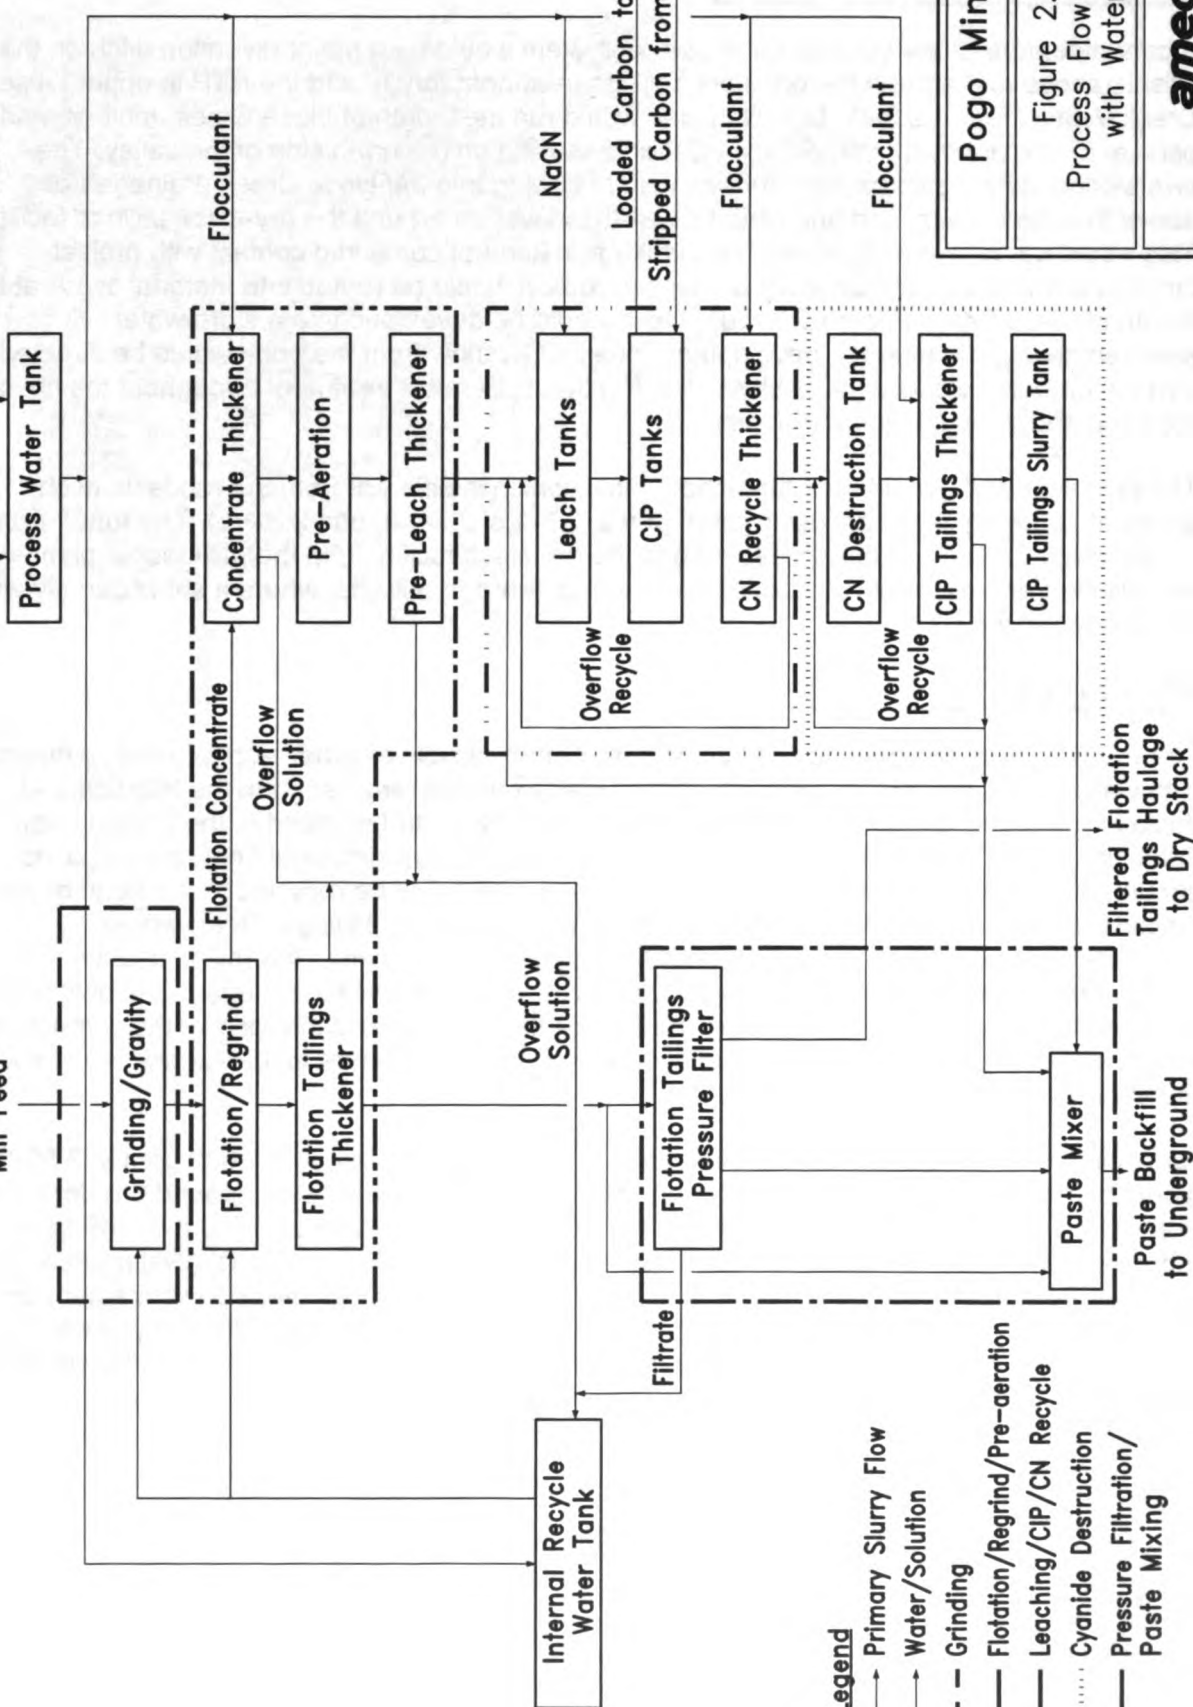 Mill Feed
Process Water Tank
Grinding/Gravity
Flotation/Regrind
Flotation Concentrate
Concentrate Thickener
Flocculant
Overflow
Solution
Flotation Tailings
Thickener
Pre-Aeration
Pre-Leach Thickener
Overflow
Solution
Leach Tanks
NaCN
CIP Tanks
Loaded Carbon
Stripped Carbon from
CN Recycle Thickener
Flocculant
Overflow
Recycle
CN Destruction Tank
CIP Tailings Thickener
Flocculant
CIP Tailings Slurry Tank
Overflow
Recycle
Internal Recycle
Water Tank
Filtrate
Flotation Tailings
Pressure Filter
Paste Mixer
Paste Backfill
to Underground
Filtered Flotation
Tailings Haulage
to Dry Stack
Legend
Primary Slurry Flow
Water/Solution
Grinding
Flotation/Regrind/Pre-aeration
Leaching/CIP/CN Recycle
Cyanide Destruction
Pressure Filtration/
Paste Mixing
Pogo
Figure 2.
Process Flow
with Water
amec